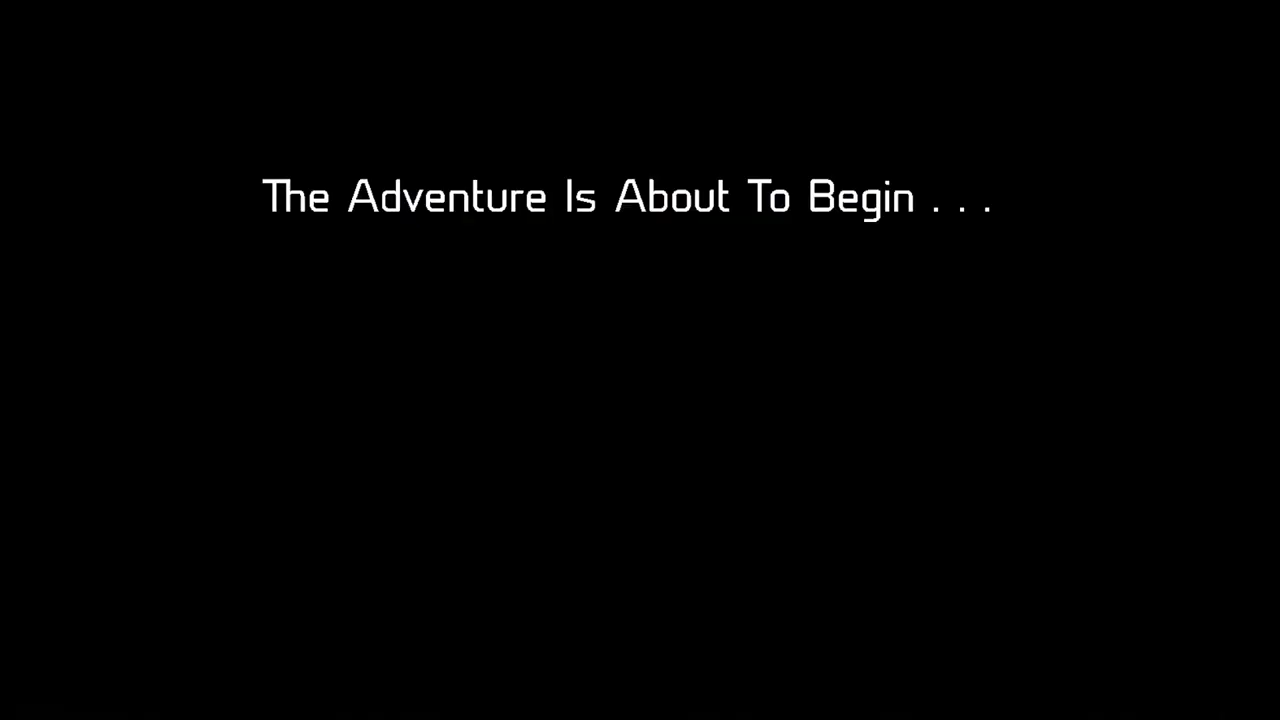 The Adventure Is About To Begin . . .